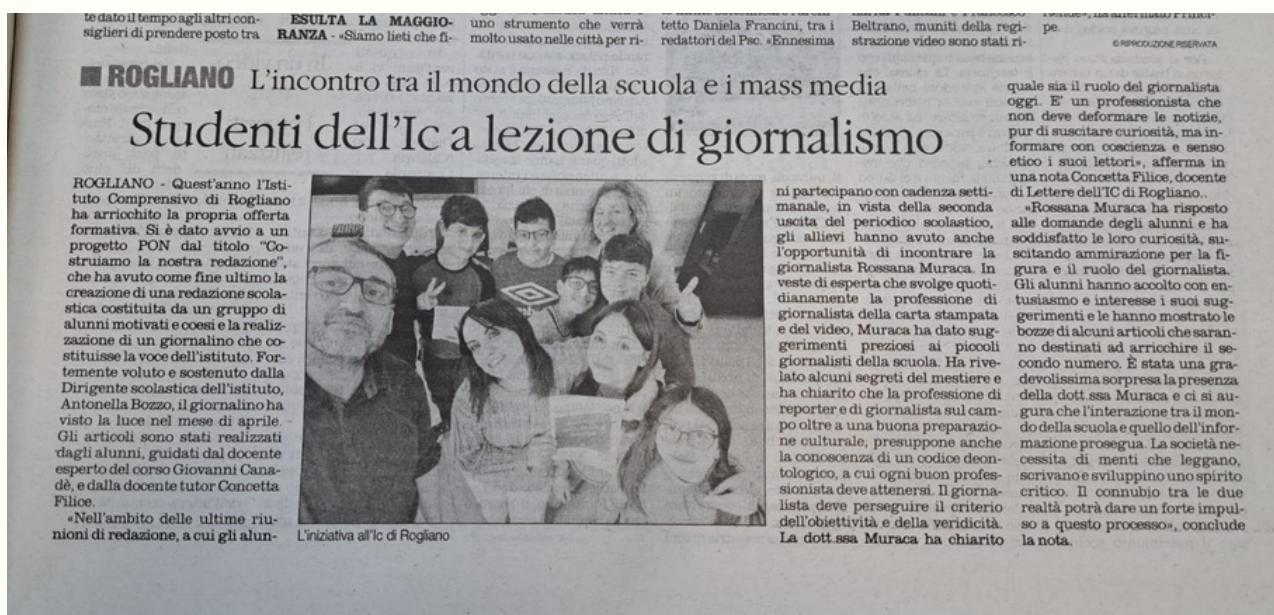 te dato il tempo agli altri con-
siglieri di prendere posto tra
ESULTA LA MAGGIO-
RANZA - «Siamo lieti che fi-
uno strumento che verrà
molto usato nelle città per ri-
tetto Daniela Francini, tra i
redattori del Psc. «Ennesima
Beltrano, muniti della regi-
strazione video sono stati ri-
pe.
© RIPRODUZIONE RISERVATA
ROGLIANO L'incontro tra il mondo della scuola e i mass media
Studenti dell'Ic a lezione di giornalismo
ROGLIANO - Quest'anno l'Isti-
tuto Comprensivo di Rogliano
ha arricchito la propria offerta
formativa. Si è dato avvio a un
progetto PON dal titolo "Co-
struiamo la nostra redazione",
che ha avuto come fine ultimo la
creazione di una redazione scola-
stica costituita da un gruppo di
alunni motivati e coesi e la realiz-
zazione di un giornalino che co-
stituisse la voce dell'istituto. For-
temente voluto e sostenuto dalla
Dirigente scolastica dell'istituto,
Antonella Bozzo, il giornalino ha
visto la luce nel mese di aprile.
Gli articoli sono stati realizzati
dagli alunni, guidati dal docente
esperto del corso Giovanni Cana-
dè, e dalla docente tutor Concetta
Filice.
«Nell'ambito delle ultime riu-
nioni di redazione, a cui gli alun-
L'iniziativa all'Ic di Rogliano
ni partecipano con cadenza setti-
manale, in vista della seconda
uscita del periodico scolastico,
gli allievi hanno avuto anche
l'opportunità di incontrare la
giornalista Rossana Muraca. In
veste di esperta che svolge quoti-
dianamente la professione di
giornalista della carta stampata
e del video, Muraca ha dato sug-
gerimenti preziosi ai piccoli
giornalisti della scuola. Ha rive-
lato alcuni segreti del mestiere e
ha chiarito che la professione di
reporter e di giornalista sul cam-
po oltre a una buona preparazio-
ne culturale, presuppone anche
la conoscenza di un codice deon-
tologico, a cui ogni buon profes-
sionista deve attenersi. Il giorna-
lista deve perseguire il criterio
dell'obiettività e della veridicità.
La dott.ssa Muraca ha chiarito
quale sia il ruolo del giornalista
oggi. E' un professionista che
non deve deformare le notizie,
pur di suscitare curiosità, ma in-
formare con coscienza e senso
etico i suoi lettori», afferma in
una nota Concetta Filice, docente
di Lettere dell'IC di Rogliano..
«Rossana Muraca ha risposto
alle domande degli alunni e ha
soddisfatto le loro curiosità, su-
scitando ammirazione per la fi-
gura e il ruolo del giornalista.
Gli alunni hanno accolto con en-
tusiasmo e interesse i suoi sug-
gerimenti e le hanno mostrato le
bozze di alcuni articoli che saran-
no destinati ad arricchire il se-
condo numero. È stata una gra-
devolissima sorpresa la presenza
della dott.ssa Muraca e ci si au-
gura che l'interazione tra il mon-
do della scuola e quello dell'infor-
mazione prosegua. La società ne-
cessita di menti che leggano,
scrivano e sviluppino uno spirito
critico. Il connubio tra le due
realtà potrà dare un forte impul-
so a questo processo», conclude
la nota.